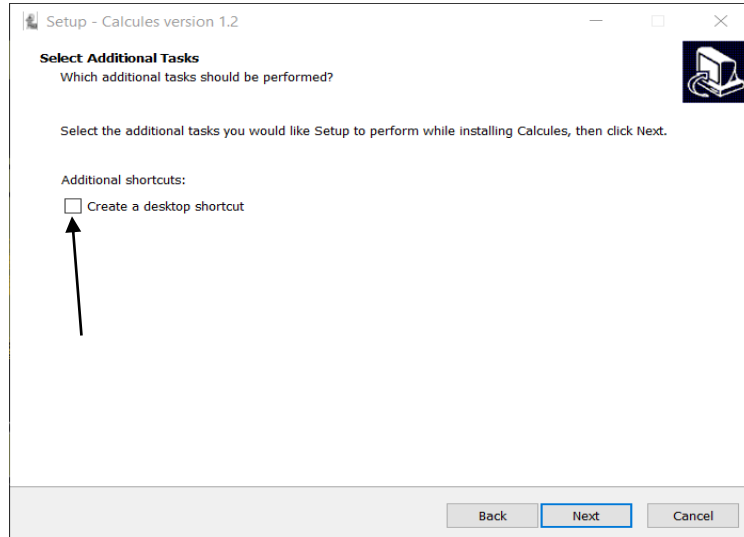 Setup - Calcules version 1.2
Select Additional Tasks
Which additional tasks should be performed?
Select the additional tasks you would like Setup to perform while installing Calcules, then click Next.
Additional shortcuts:
Create a desktop shortcut
Back Next Cancel